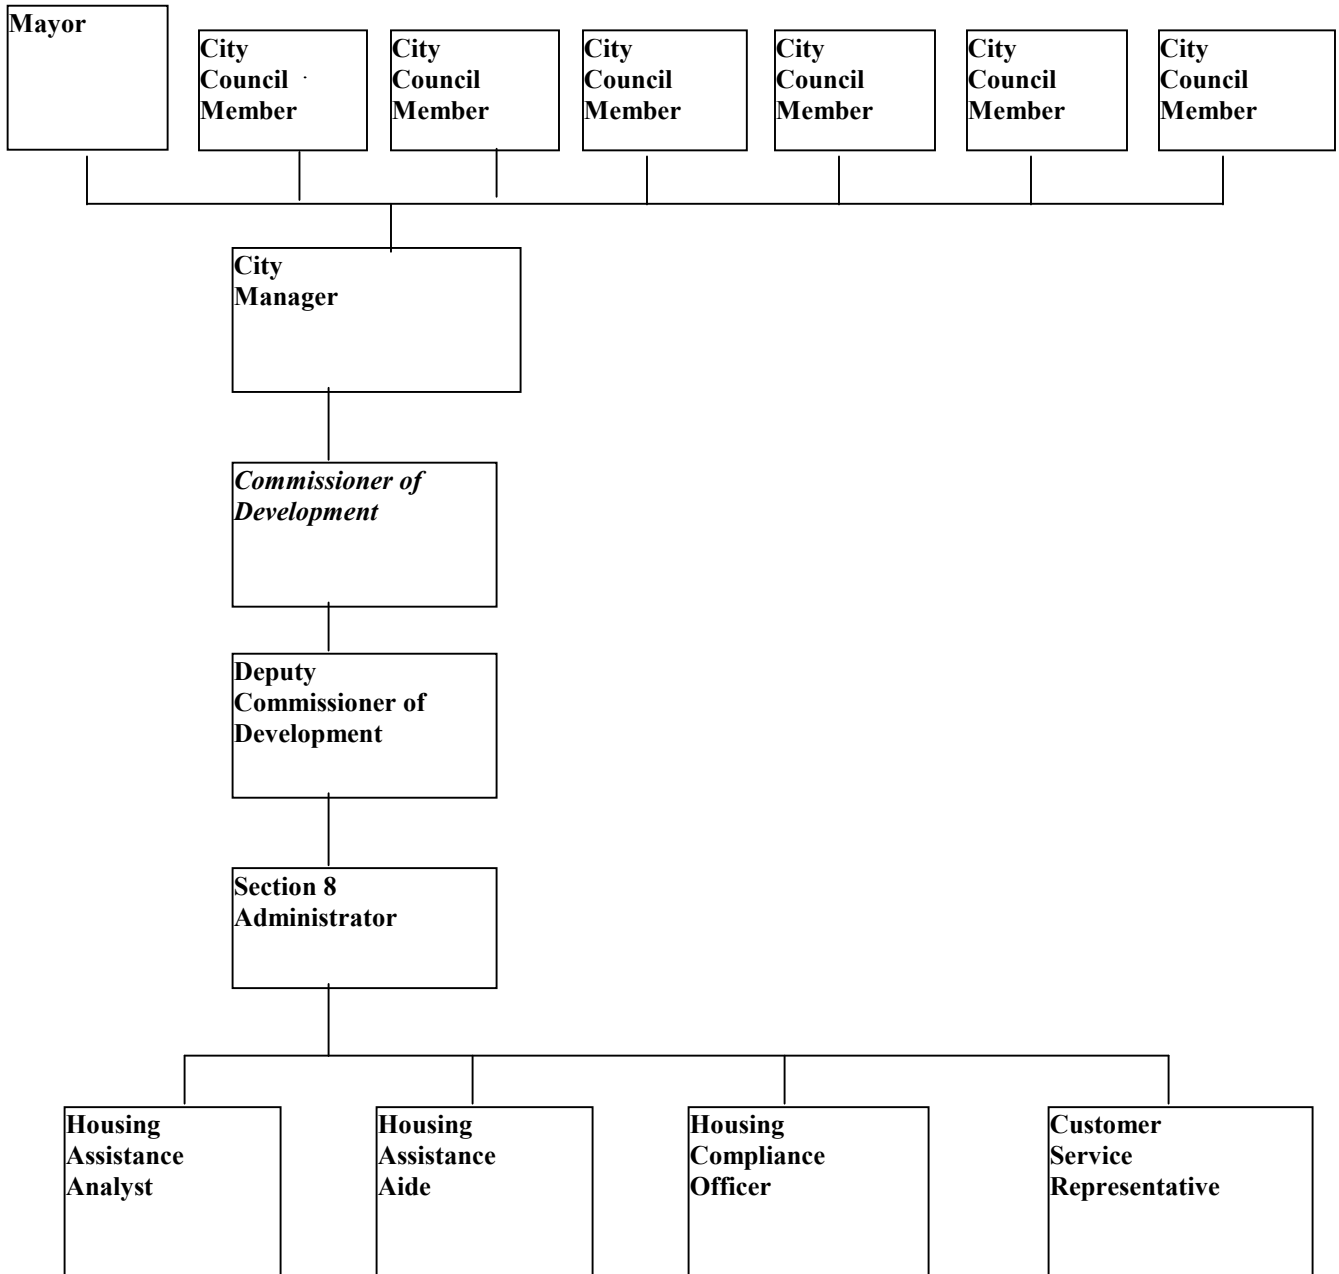 Mayor
City
Council
Member
City
Council
Member
City
Council
Member
City
Council
Member
City
Council
Member
City
Council
Member
City
Manager
Commissioner of
Development
Deputy
Commissioner of
Development
Section 8
Administrator
Housing
Assistance
Analyst
Housing
Assistance
Aide
Housing
Compliance
Officer
Customer
Service
Representative